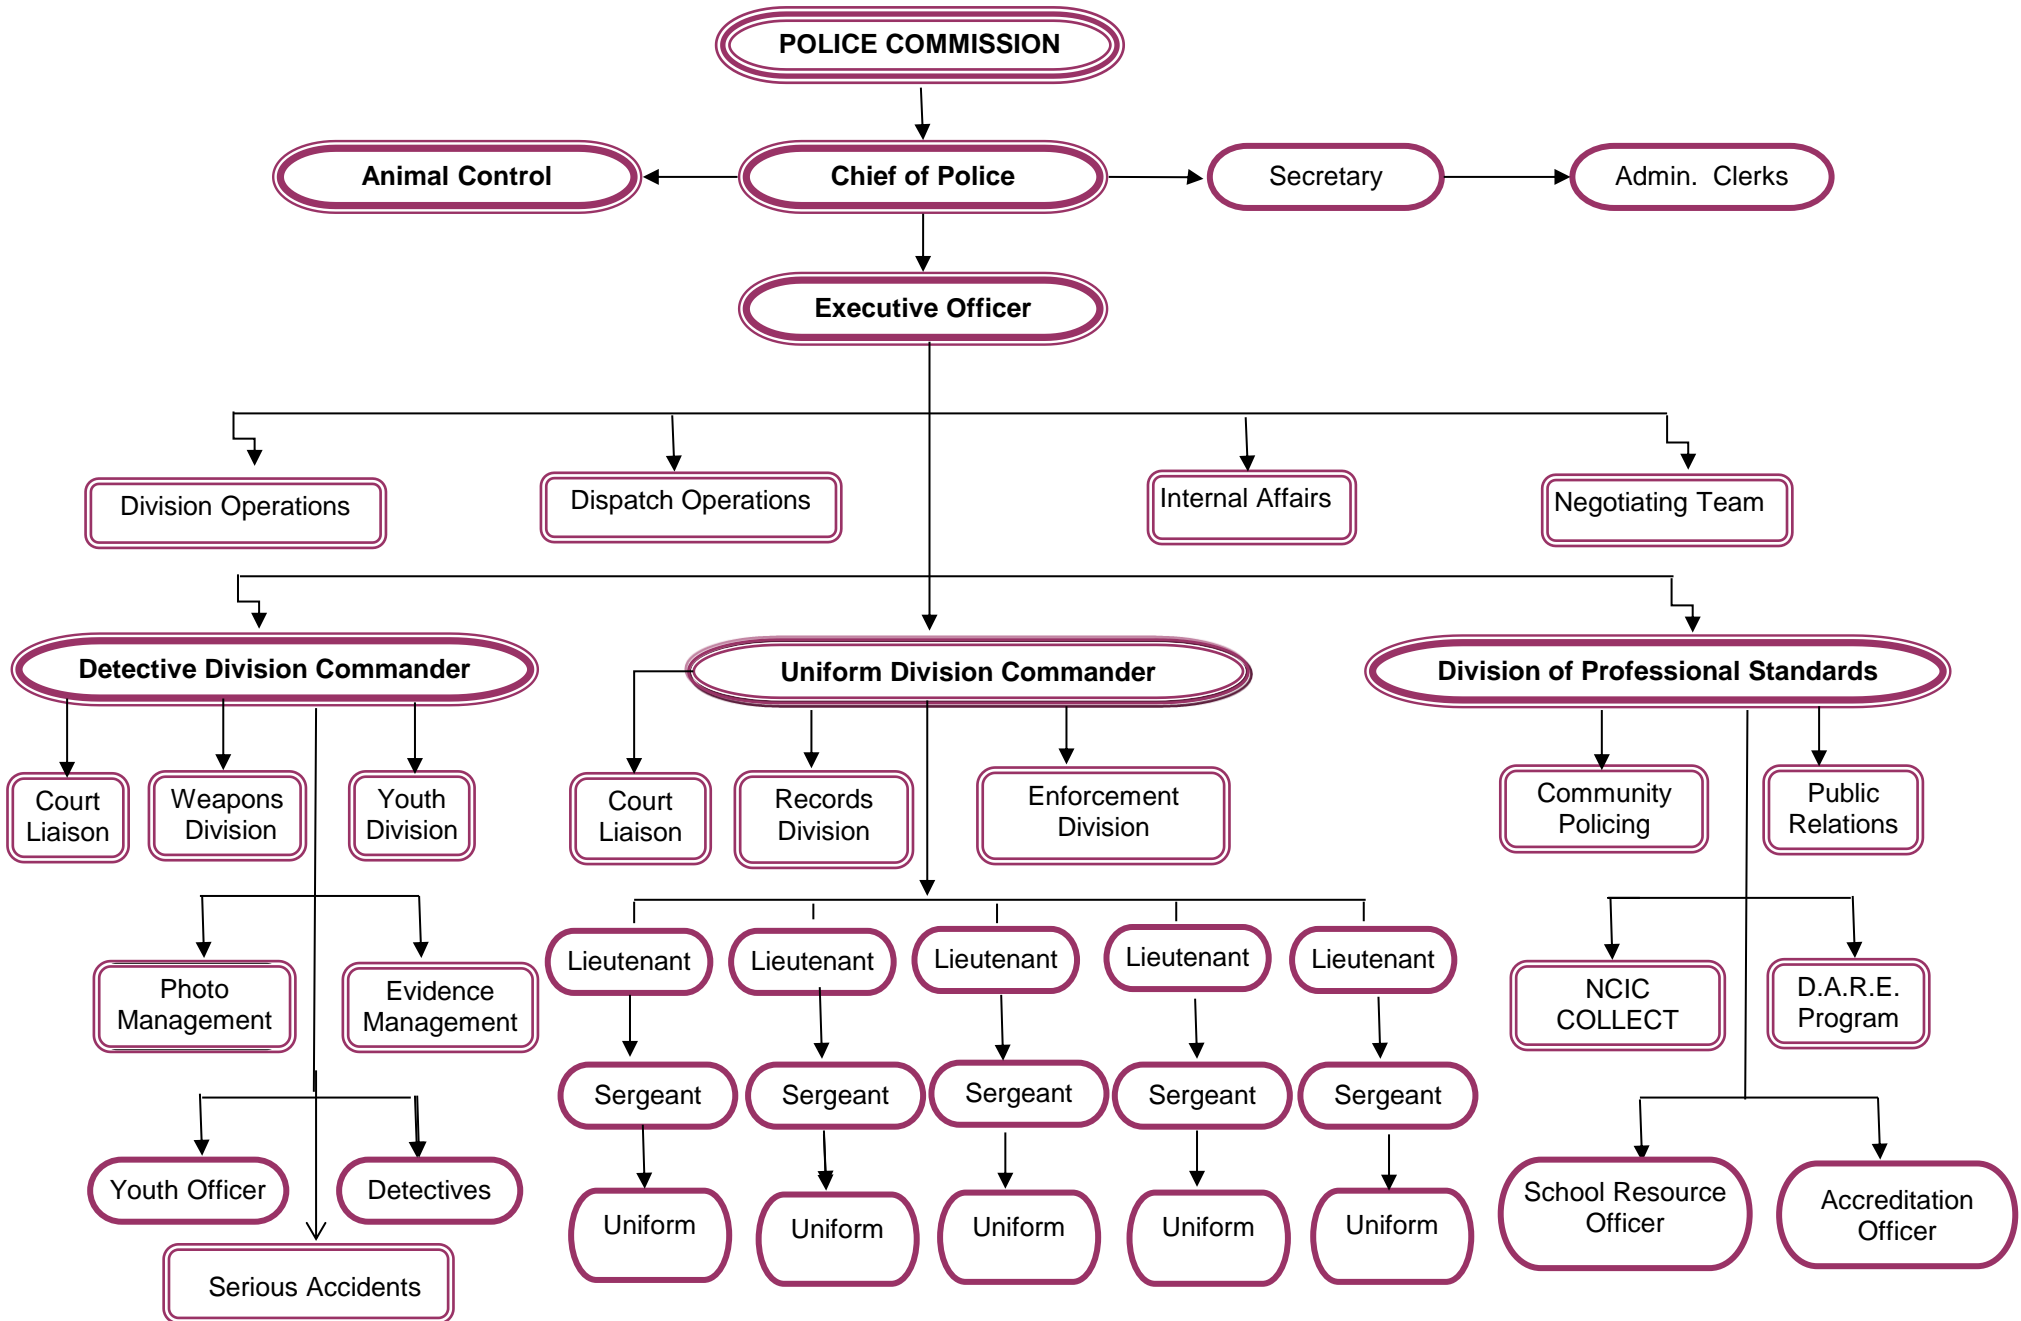 POLICE COMMISSION
Animal Control
Chief of Police
Secretary
Admin.  Clerks
Executive Officer
Division Operations
Dispatch Operations
Internal Affairs
Negotiating Team
Detective Division Commander
Uniform Division Commander
Division of Professional Standards
Court
Liaison
Weapons
Division
Youth
Division
Court
Liaison
Records
Division
Enforcement
Division
Community
Policing
Public
Relations
Photo
Management
Evidence
Management
Lieutenant
Lieutenant
Lieutenant
Lieutenant
Lieutenant
NCIC
COLLECT
D.A.R.E.
Program
Sergeant
Sergeant
Sergeant
Sergeant
Sergeant
Youth Officer
Detectives
Uniform
Uniform
Uniform
Uniform
Uniform
School Resource
Officer
Accreditation
Officer
Serious Accidents